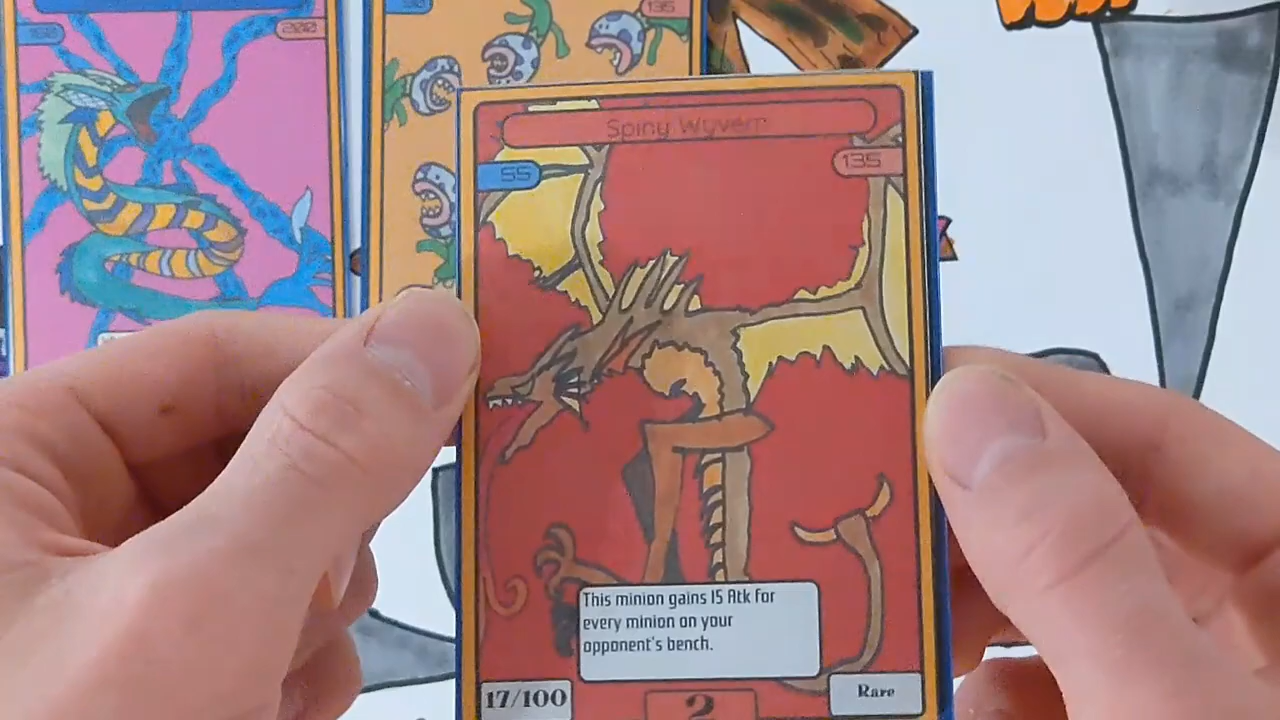 200
135
Spiny Wyvern
55
135
This minion gains 15 Atk for
every minion on your
opponent's bench.
17/100
2
Rare